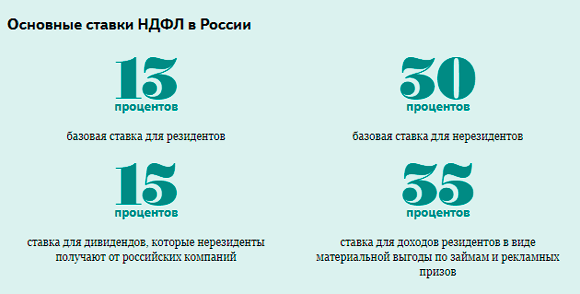 Основные ставки НДФЛ в России
13
процентов
базовая ставка для резидентов
30
процентов
базовая ставка для нерезидентов
15
процентов
ставка для дивидендов, которые нерезиденты
получают от российских компаний
35
процентов
ставка для доходов резидентов в виде
материальной выгоды по займам и рекламных
призов